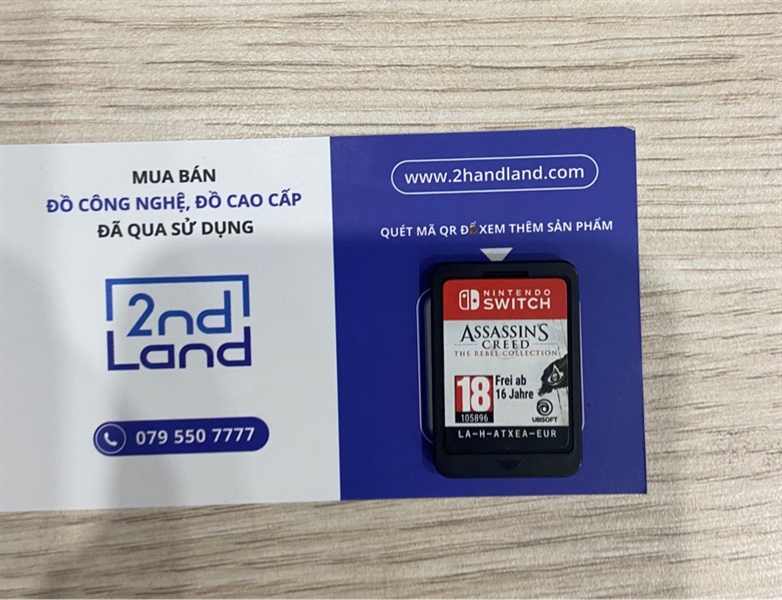 MUA BÁN
ĐỒ CÔNG NGHỆ, ĐỒ CAO CẤP
ĐÃ QUA SỬ DỤNG
2nd
Land
079 550 7777
www.2handland.com
QUÉT MÃ QR ĐỂ XEM THÊM SẢN PHẨM
NINTENDO
SWITCH
ASSASSIN'S
CREED
THE REBEL COLLECTION
18
105896
Frei ab
16 Jahre
UBISOFT
LA-H-ATXEA-EUR